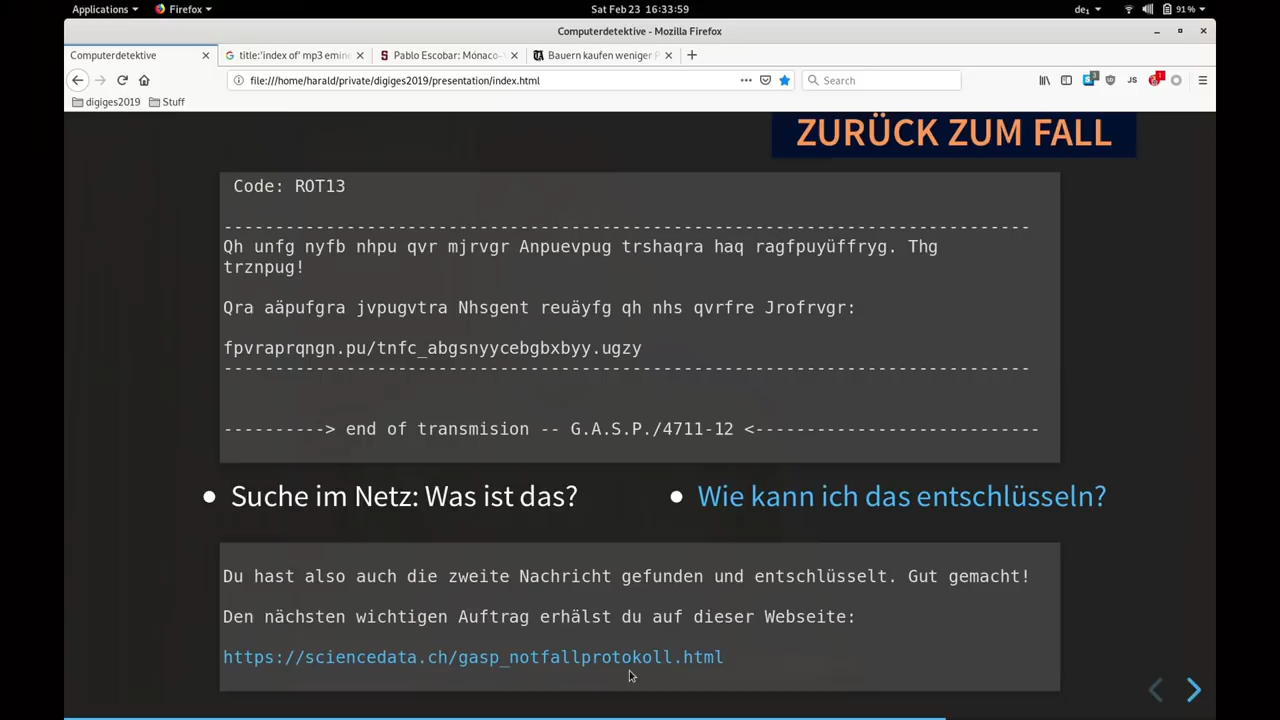 Applications
Firefox
Sat Feb 23 16:33:59
de₁
91%
Computerdetektive - Mozilla Firefox
Computerdetektive
title:'index of' mp3 emine
Pablo Escobar: Mónaco-
Bauern kaufen weniger P
file:///home/harald/private/digiges2019/presentation/index.html
Search
digiges2019
Stuff
ZURÜCK ZUM FALL
Code: ROT13
-------------------------------------------------------------------------------
Qh unfg nyfb nhpu qvr mjrvgr Anpuevpug trshaqra haq ragfpuyüffryg. Thg
trznpug!
Qra aäpufgra jvpugvtra Nhsgent reuäyfg qh nhs qvrfre Jrofrvgr:
fpvraprqngn.pu/tnfc_abgsnyycebgbxbyy.ugzy
-------------------------------------------------------------------------------
----------> end of transmision -- G.A.S.P./4711-12 <----------------------------
• Suche im Netz: Was ist das?
• Wie kann ich das entschlüsseln?
Du hast also auch die zweite Nachricht gefunden und entschlüsselt. Gut gemacht!
Den nächsten wichtigen Auftrag erhälst du auf dieser Webseite:
https://sciencedata.ch/gasp_notfallprotokoll.html